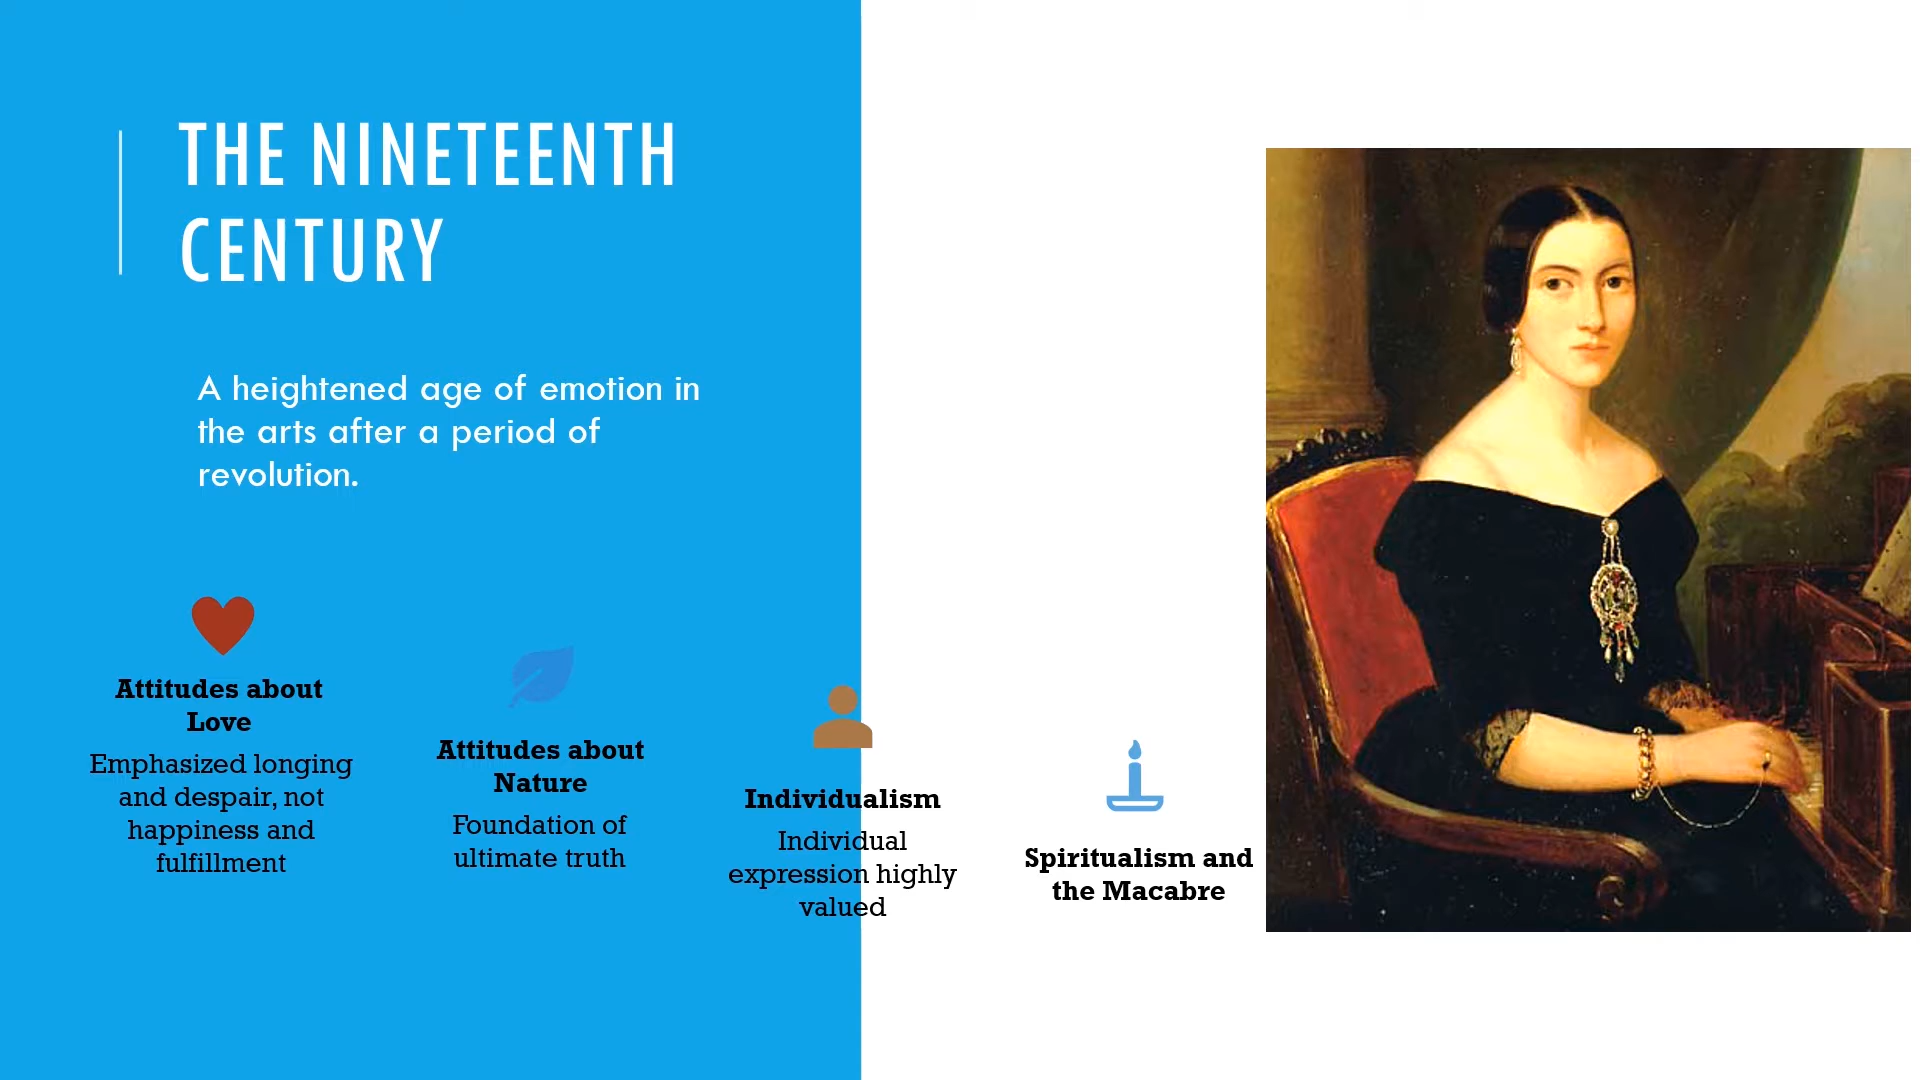 THE NINETEENTH
CENTURY
A heightened age of emotion in
the arts after a period of
revolution.
Attitudes about
Love
Emphasized longing
and despair, not
happiness and
fulfillment
Attitudes about
Nature
Foundation of
ultimate truth
Individualism
Individual
expression highly
valued
Spiritualism and
the Macabre